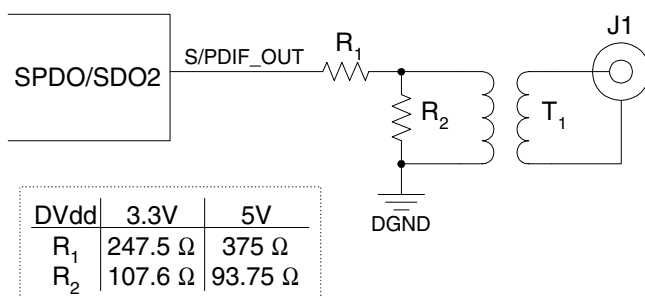 J1
S/PDIF_OUT
R1
SPDO/SDO2
R2
T1
DGND
DVdd 3.3V 5V
R1 247.5 Ω 375 Ω
R2 107.6 Ω 93.75 Ω